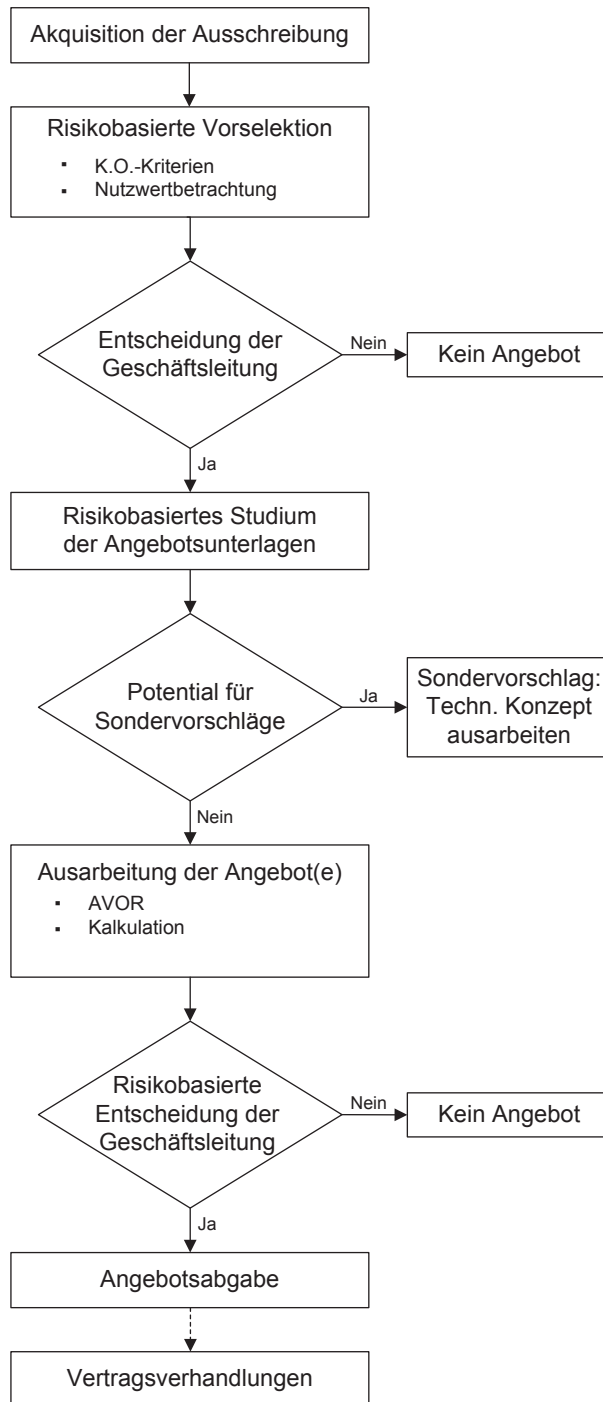 Akquisition der Ausschreibung
Risikobasierte Vorselektion
▪ K.O.-Kriterien
▪ Nutzwertbetrachtung
Entscheidung der
Geschäftsleitung
Nein
Kein Angebot
Ja
Risikobasiertes Studium
der Angebotsunterlagen
Potential für
Sondervorschläge
Ja
Sondervorschlag:
Techn. Konzept
ausarbeiten
Nein
Ausarbeitung der Angebot(e)
▪ AVOR
▪ Kalkulation
Risikobasierte
Entscheidung der
Geschäftsleitung
Nein
Kein Angebot
Ja
Angebotsabgabe
Vertragsverhandlungen